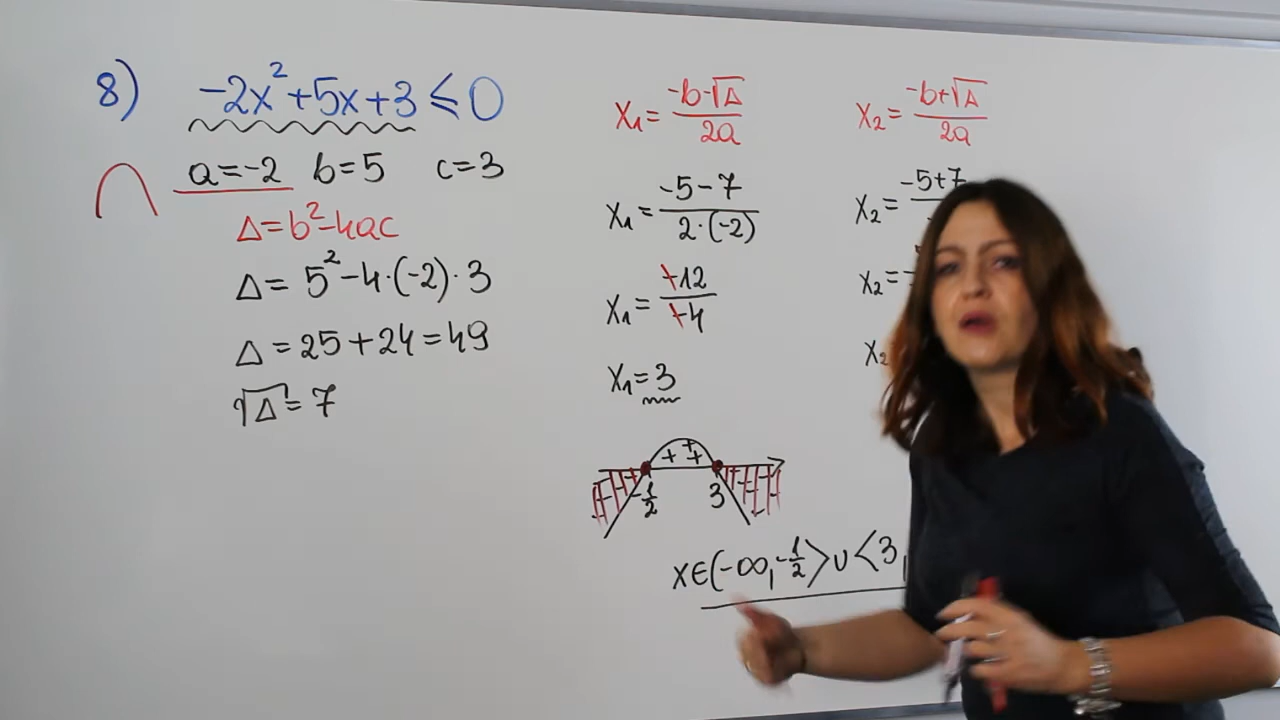 8) -2x²+5x+3≤0
a=-2 b=5 c=3
Δ=b²-4ac
Δ=5²-4·(-2)·3
Δ=25+24=49
√Δ=7
x₁=(-b-√Δ)/2a
x₁=(-5-7)/(2·(-2))
x₁=(-12)/(-4)
x₁=3
x₂=(-b+√Δ)/2a
x₂=-5+7
x₂=
x₂
+ + + +
-1/2 3
x∈(-∞,-1/2>∪<3,